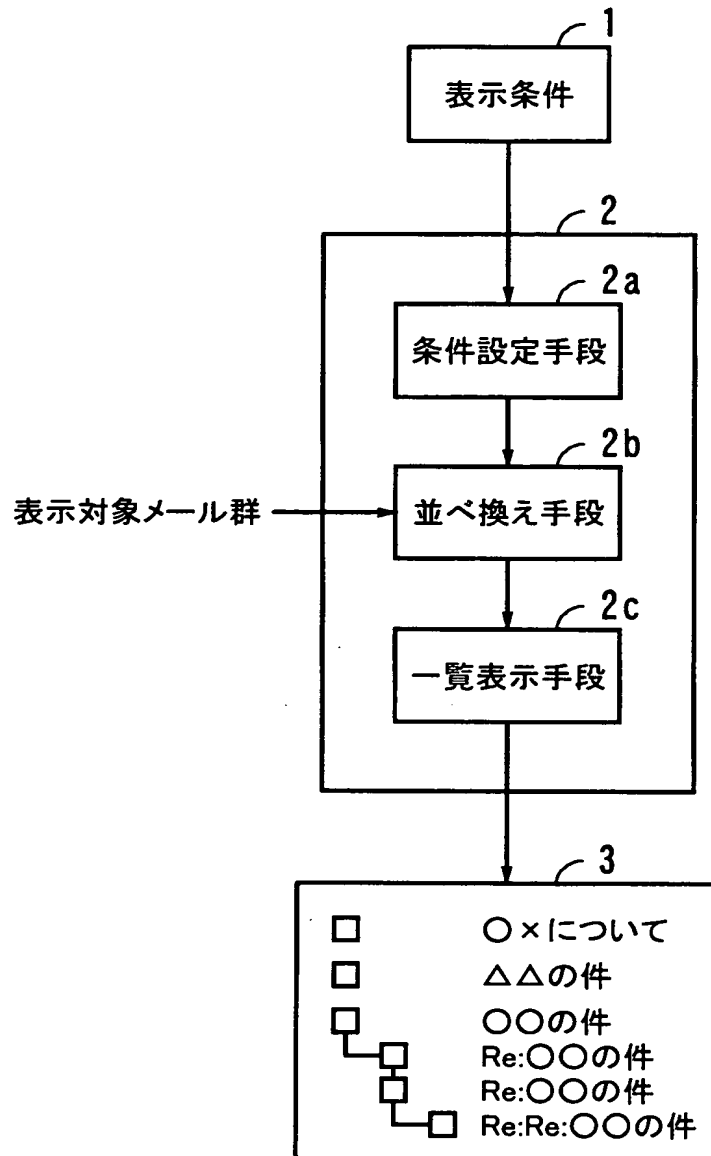 1
表示条件
2
2a
条件設定手段
2b
表示対象メール群
並べ換え手段
2c
一覧表示手段
3
○×について
△△の件
○○の件
Re:○○の件
Re:○○の件
Re:Re:○○の件